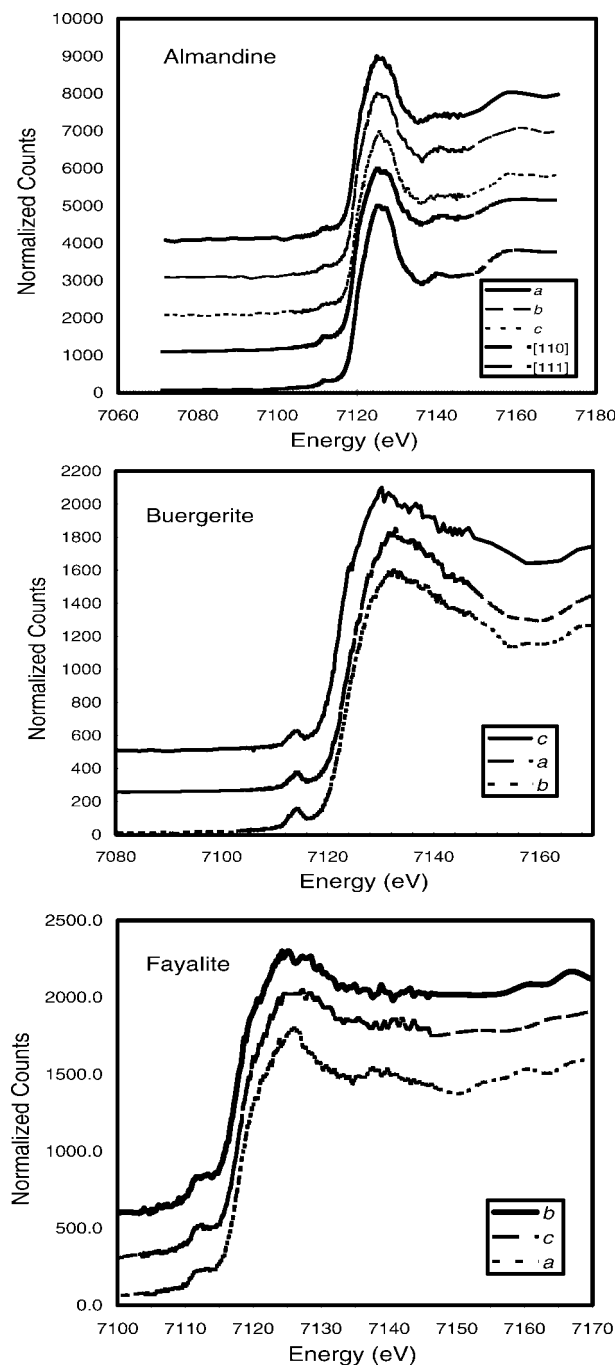 Almandine
Normalized Counts
10000
9000
8000
7000
6000
5000
4000
3000
2000
1000
0
a
b
c
[110]
[111]
7060 7080 7100 7120 7140 7160 7180
Energy (eV)
Buergerite
Normalized Counts
2200
2000
1800
1600
1400
1200
1000
800
600
400
200
0
c
a
b
7080 7100 7120 7140 7160
Energy (eV)
Fayalite
Normalized Counts
2500.0
2000.0
1500.0
1000.0
500.0
0.0
b
c
a
7100 7110 7120 7130 7140 7150 7160 7170
Energy (eV)